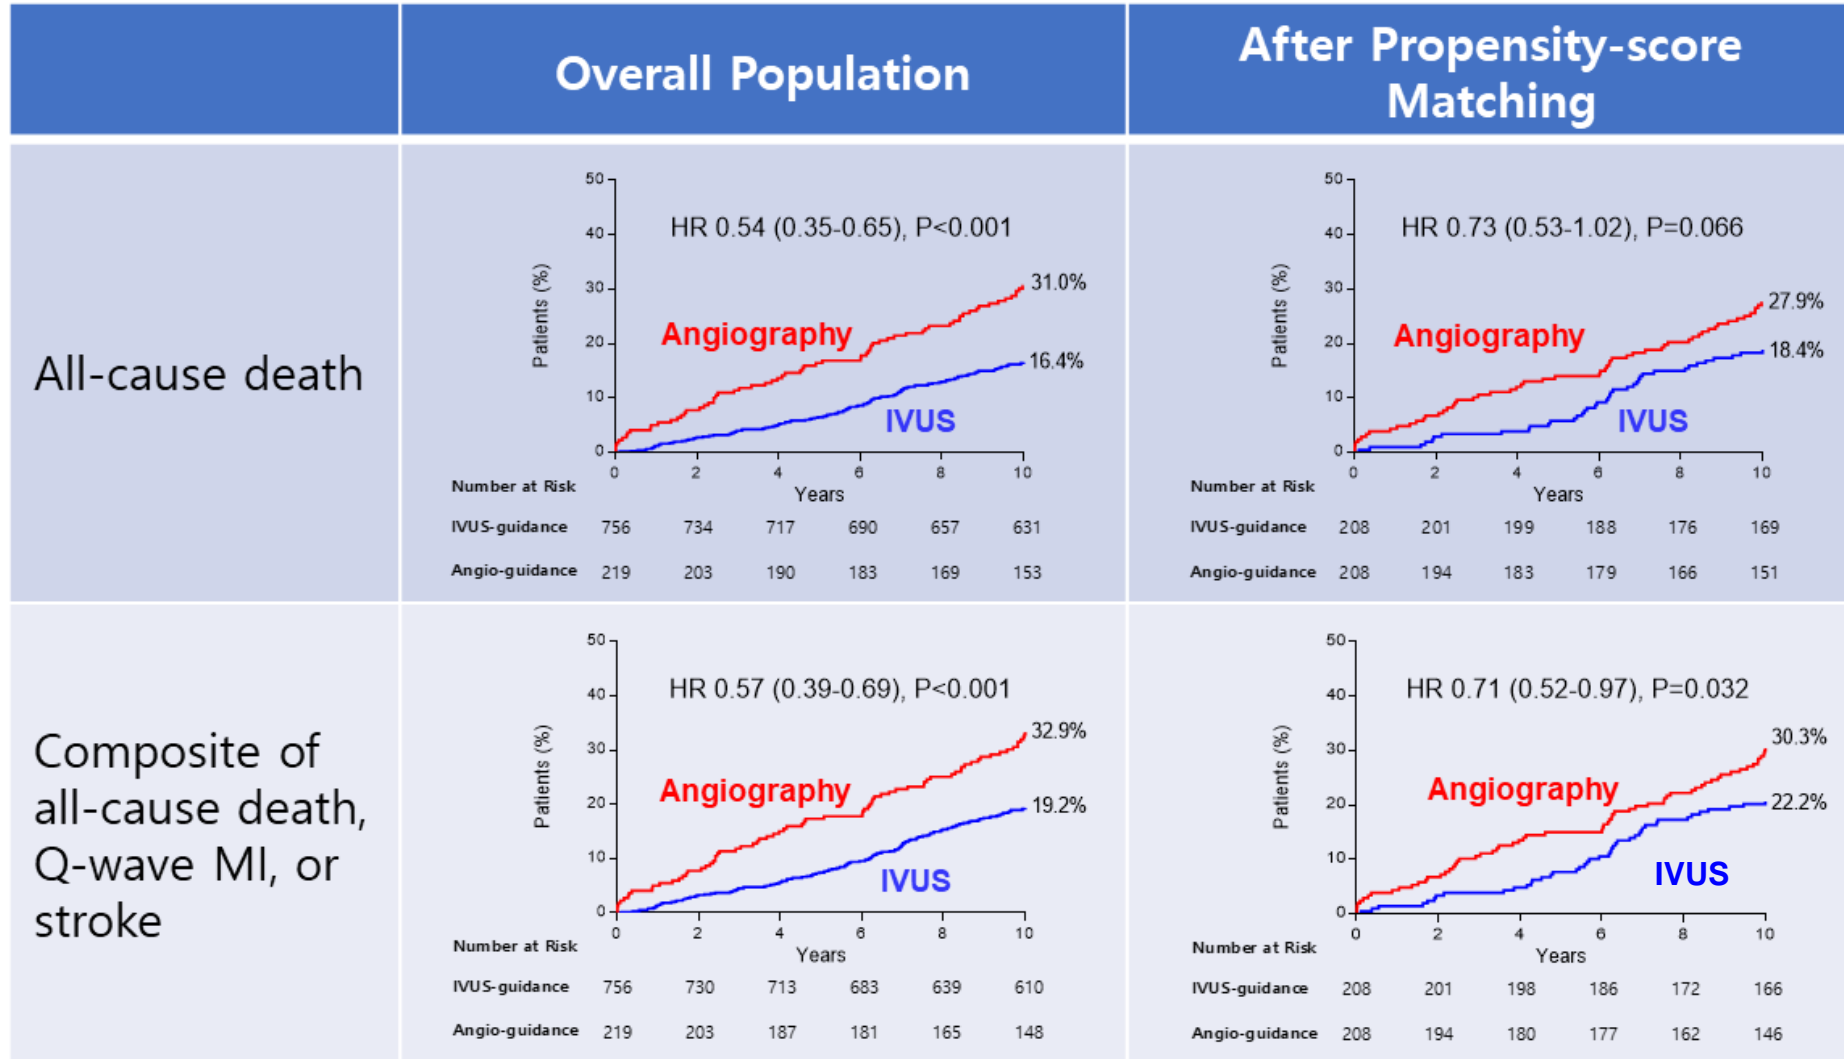 Overall Population
After Propensity-score
Matching
All-cause death
50
40
30
20
10
0
Patients (%)
HR 0.54 (0.35-0.65), P<0.001
31.0%
Angiography
16.4%
IVUS
0 2 4 6 8 10
Years
Number at Risk
IVUS-guidance 756 734 717 690 657 631
Angio-guidance 219 203 190 183 169 153
50
40
30
20
10
0
Patients (%)
HR 0.73 (0.53-1.02), P=0.066
27.9%
Angiography
18.4%
IVUS
0 2 4 6 8 10
Years
Number at Risk
IVUS-guidance 208 201 199 188 176 169
Angio-guidance 208 194 183 179 166 151
Composite of
all-cause death,
Q-wave MI, or
stroke
50
40
30
20
10
0
Patients (%)
HR 0.57 (0.39-0.69), P<0.001
32.9%
Angiography
19.2%
IVUS
0 2 4 6 8 10
Years
Number at Risk
IVUS-guidance 756 730 713 683 639 610
Angio-guidance 219 203 187 181 165 148
50
40
30
20
10
0
Patients (%)
HR 0.71 (0.52-0.97), P=0.032
30.3%
Angiography
22.2%
IVUS
0 2 4 6 8 10
Years
Number at Risk
IVUS-guidance 208 201 198 186 172 166
Angio-guidance 208 194 180 177 162 146